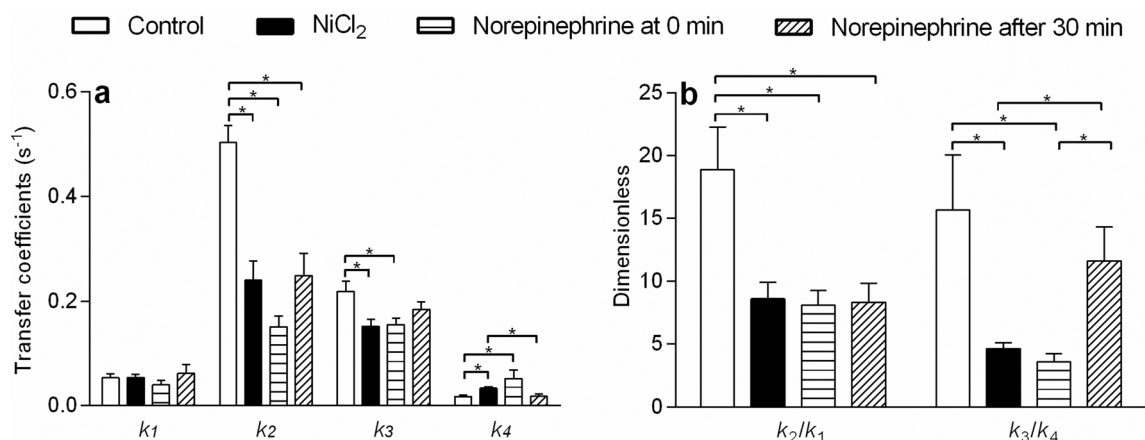 Control NiCl₂ Norepinephrine at 0 min Norepinephrine after 30 min
a
Transfer coefficients (s⁻¹)
0.6
0.4
0.2
0.0
* * *
* *
* * *
k1 k2 k3 k4
b
Dimensionless
25
20
15
10
5
0
* * *
* * * *
k₂/k₁ k₃/k₄